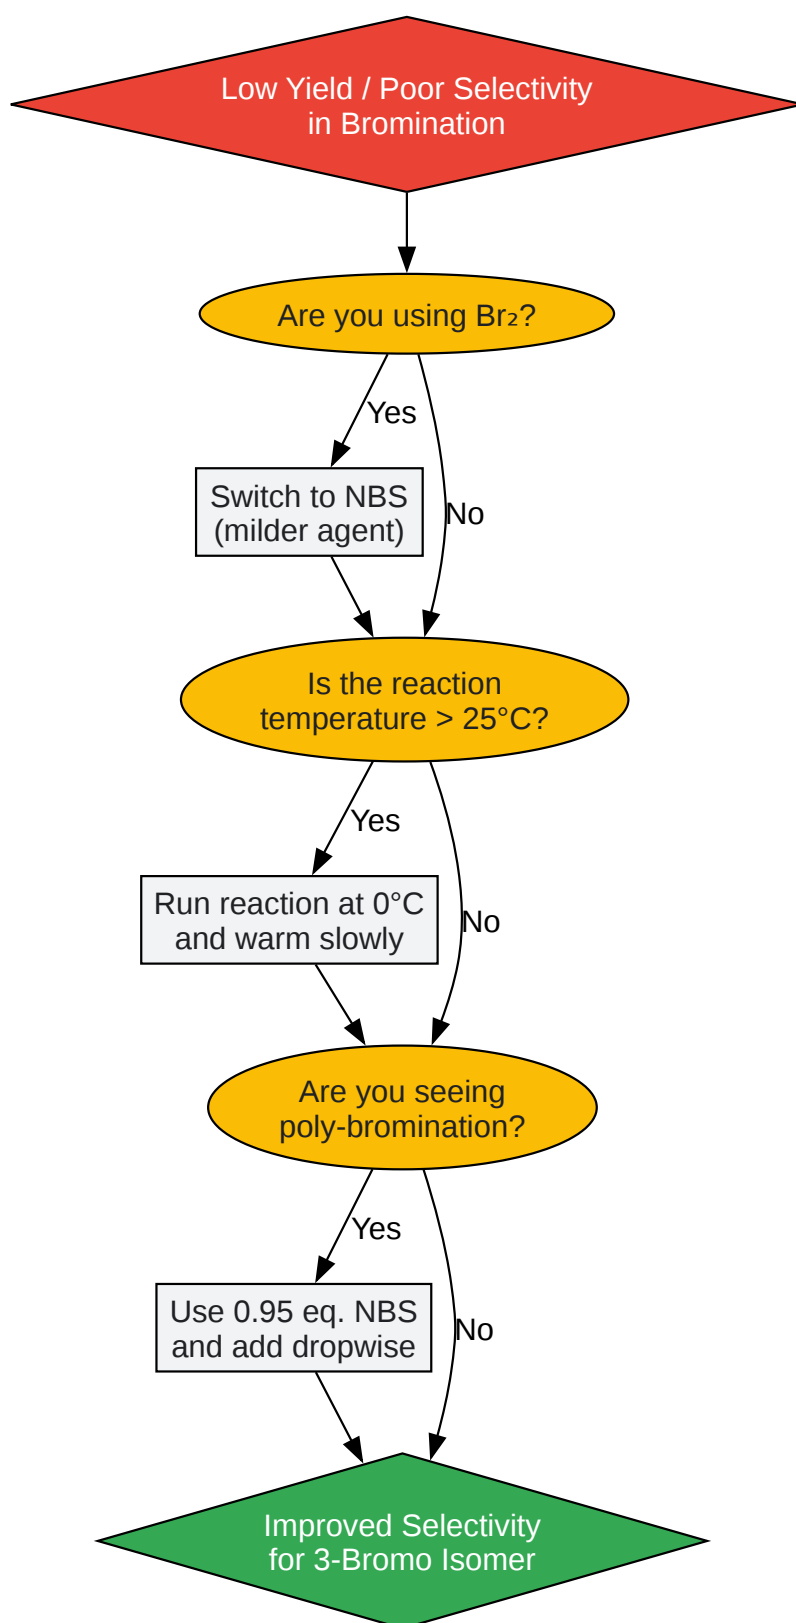 Low Yield / Poor Selectivity
in Bromination
Are you using Br₂?
Yes
Switch to NBS
(milder agent)
No
Is the reaction
temperature > 25°C?
Yes
Run reaction at 0°C
and warm slowly
No
Are you seeing
poly-bromination?
Yes
Use 0.95 eq. NBS
and add dropwise
No
Improved Selectivity
for 3-Bromo Isomer